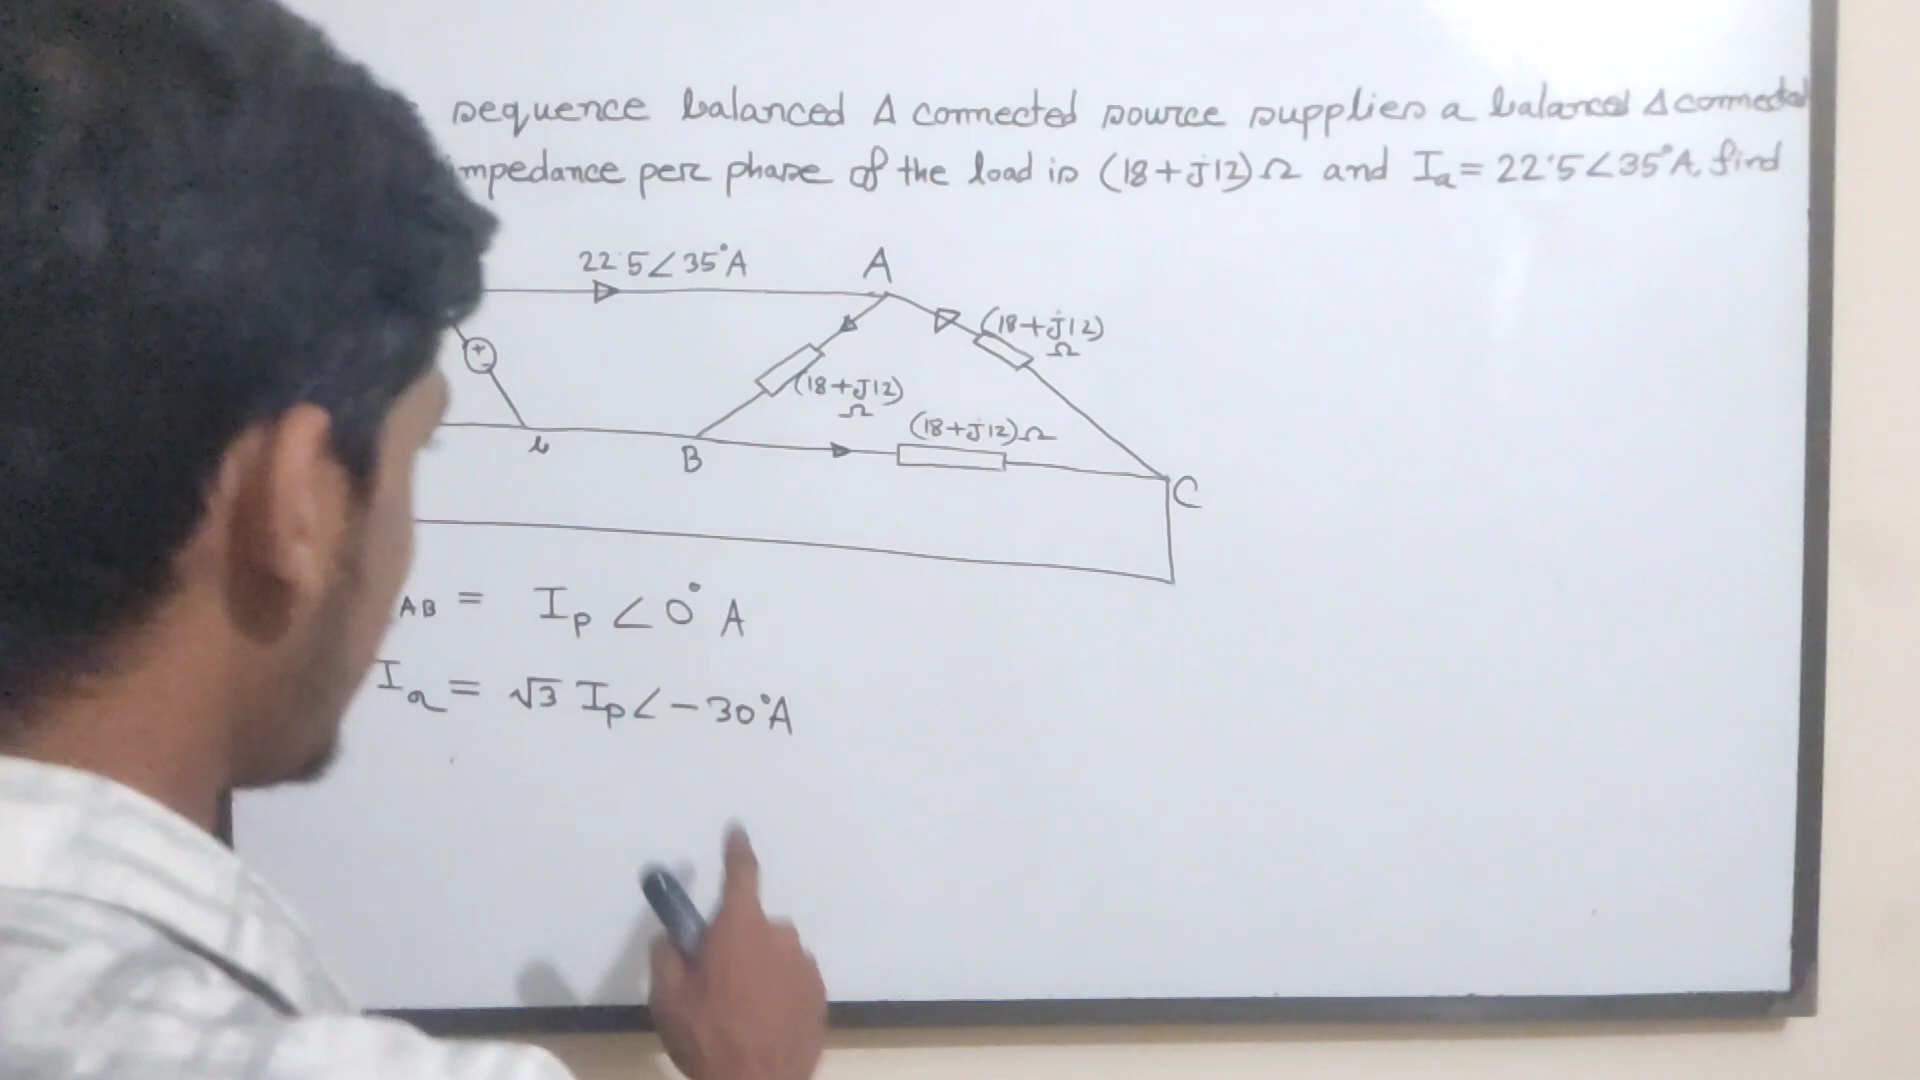 sequence balanced Δ connected source supplies a balanced Δ connected
impedance per phase of the load is (18+j12)Ω and Ia = 22.5∠35°A. find
22.5∠35°A
A
(18+j12)
Ω
+
-
(18+j12)
Ω
(18+j12)Ω
b
B
C
AB = Ip ∠0° A
Ia = √3 Ip∠-30°A